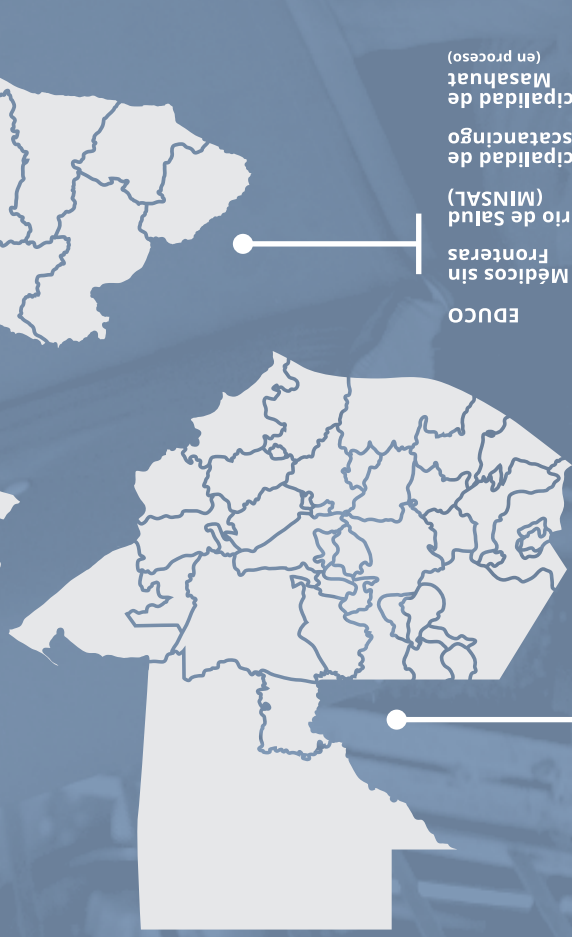 EDUCO
Médicos sin
Fronteras
rio de Salud
(MINSAL)
cipalidad de
scatancingo
cipalidad de
Masahuat
(en proceso)